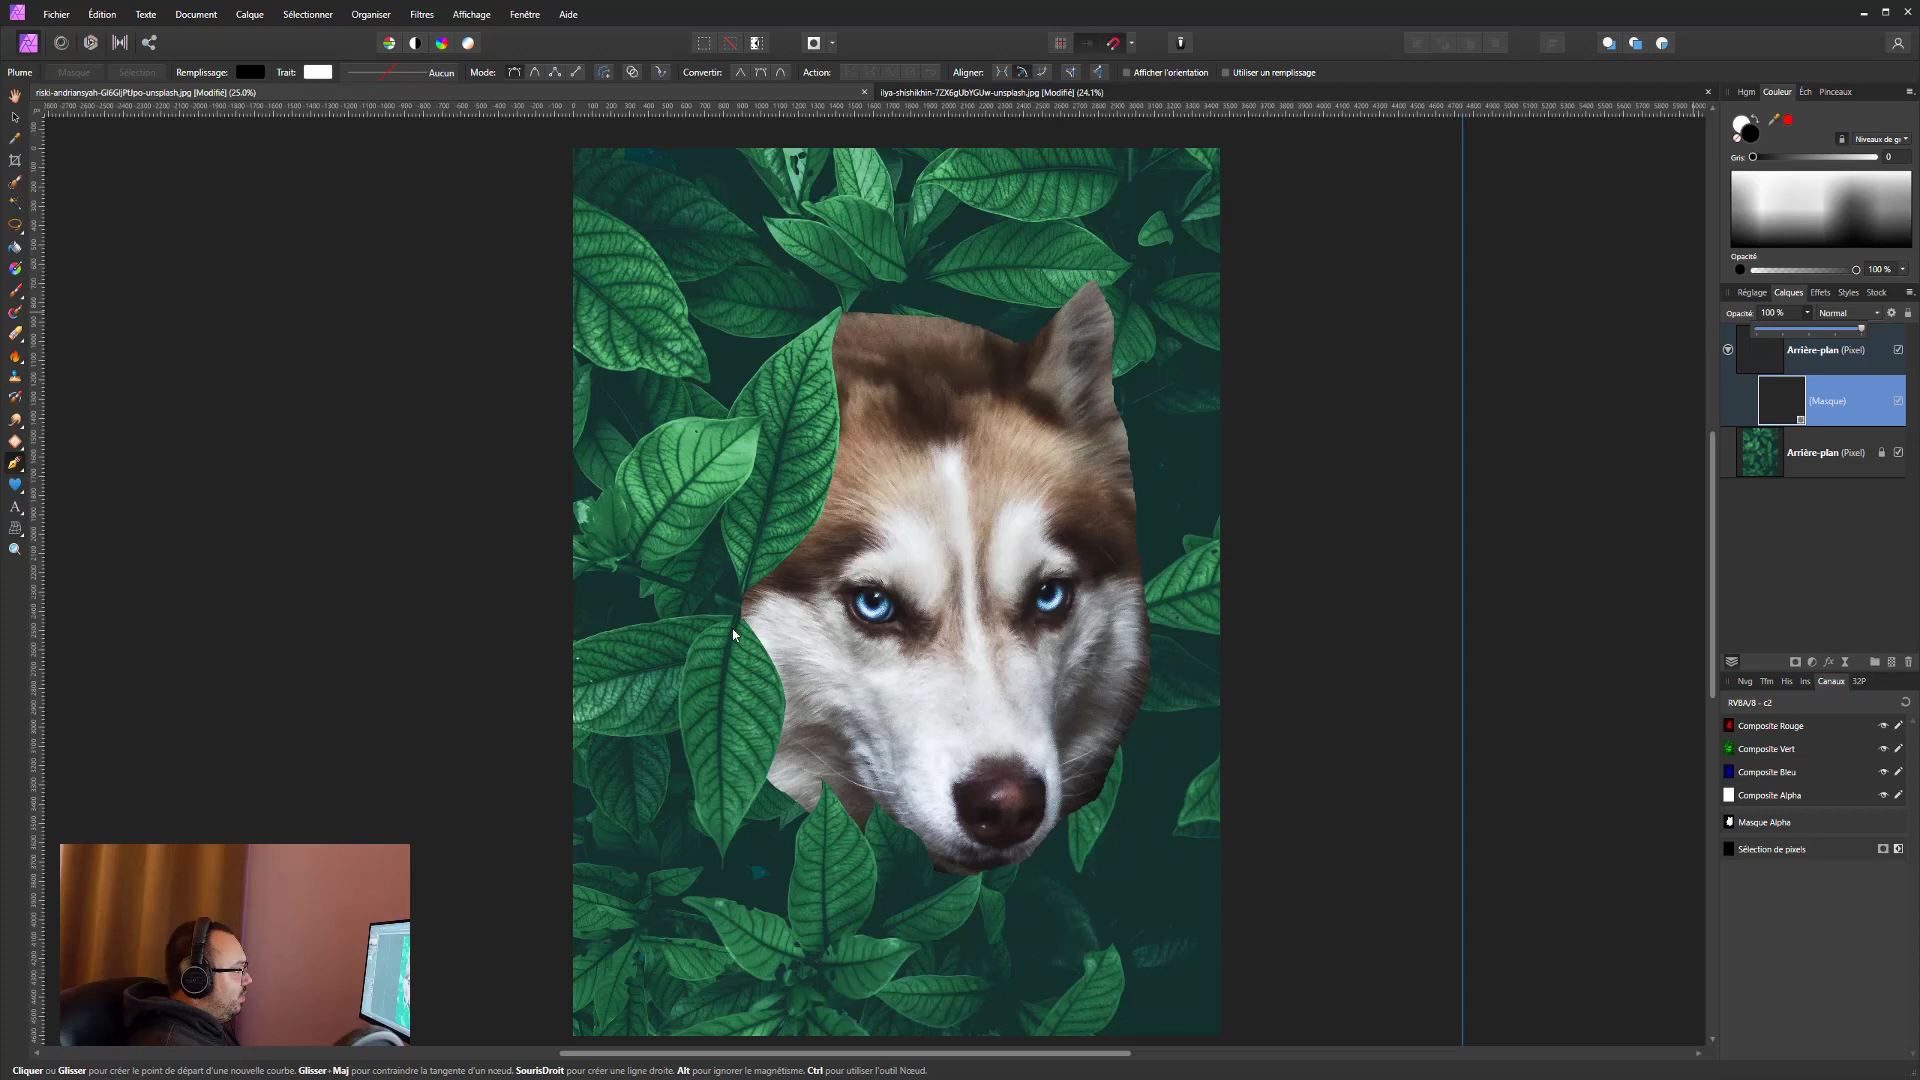 Fichier Édition Texte Document Calque Sélectionner Organiser Filtres Affichage Fenêtre Aide
Plume Masque Sélection Remplissage: Trait: Aucun Mode: Convertir: Action: Aligner: Afficher l'orientation Utiliser un remplissage
riski-andriansyah-GI6GIjPtJpo-unsplash.jpg [Modifié] (25.0%)
ilya-shishikhin-7ZX6gUbYGUw-unsplash.jpg [Modifié] (24.1%)
Hgm Couleur Éch Pinceaux
Niveaux de gr
Gris: 0
Opacité
100 %
Réglage Calques Effets Styles Stock
Opacité: 100 % Normal
Arrière-plan (Pixel)
(Masque)
Arrière-plan (Pixel)
Nvg Tfm His Ins Canaux 32P
RVBA/8 - c2
Composite Rouge
Composite Vert
Composite Bleu
Composite Alpha
Masque Alpha
Sélection de pixels
Cliquer ou Glisser pour créer le point de départ d'une nouvelle courbe. Glisser+Maj pour contraindre la tangente d'un nœud. SourisDroit pour créer une ligne droite. Alt pour ignorer le magnétisme. Ctrl pour utiliser l'outil Nœud.